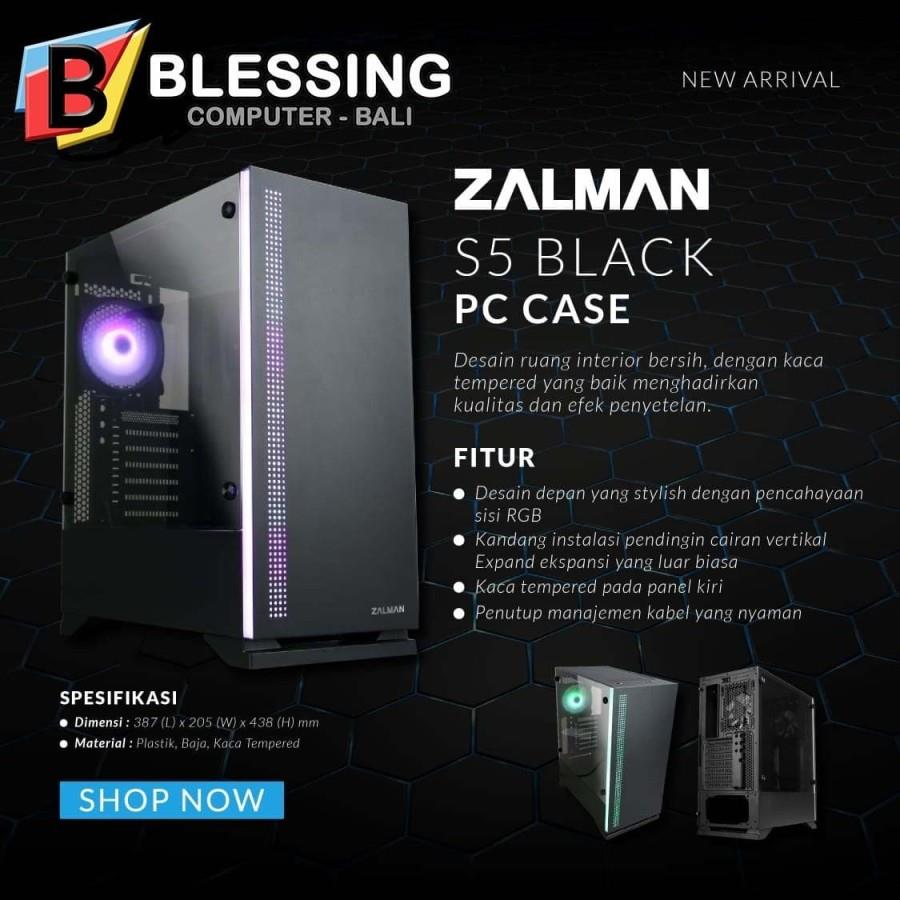 B BLESSING
COMPUTER - BALI
NEW ARRIVAL
ZALMAN
S5 BLACK
PC CASE
Desain ruang interior bersih, dengan kaca
tempered yang baik menghadirkan
kualitas dan efek penyetelan.
FITUR
Desain depan yang stylish dengan pencahayaan
sisi RGB
Kandang instalasi pendingin cairan vertikal
Expand ekspansi yang luar biasa
Kaca tempered pada panel kiri
Penutup manajemen kabel yang nyaman
ZALMAN
SPESIFIKASI
Dimensi : 387 (L) x 205 (W) x 438 (H) mm
Material : Plastik, Baja, Kaca Tempered
SHOP NOW